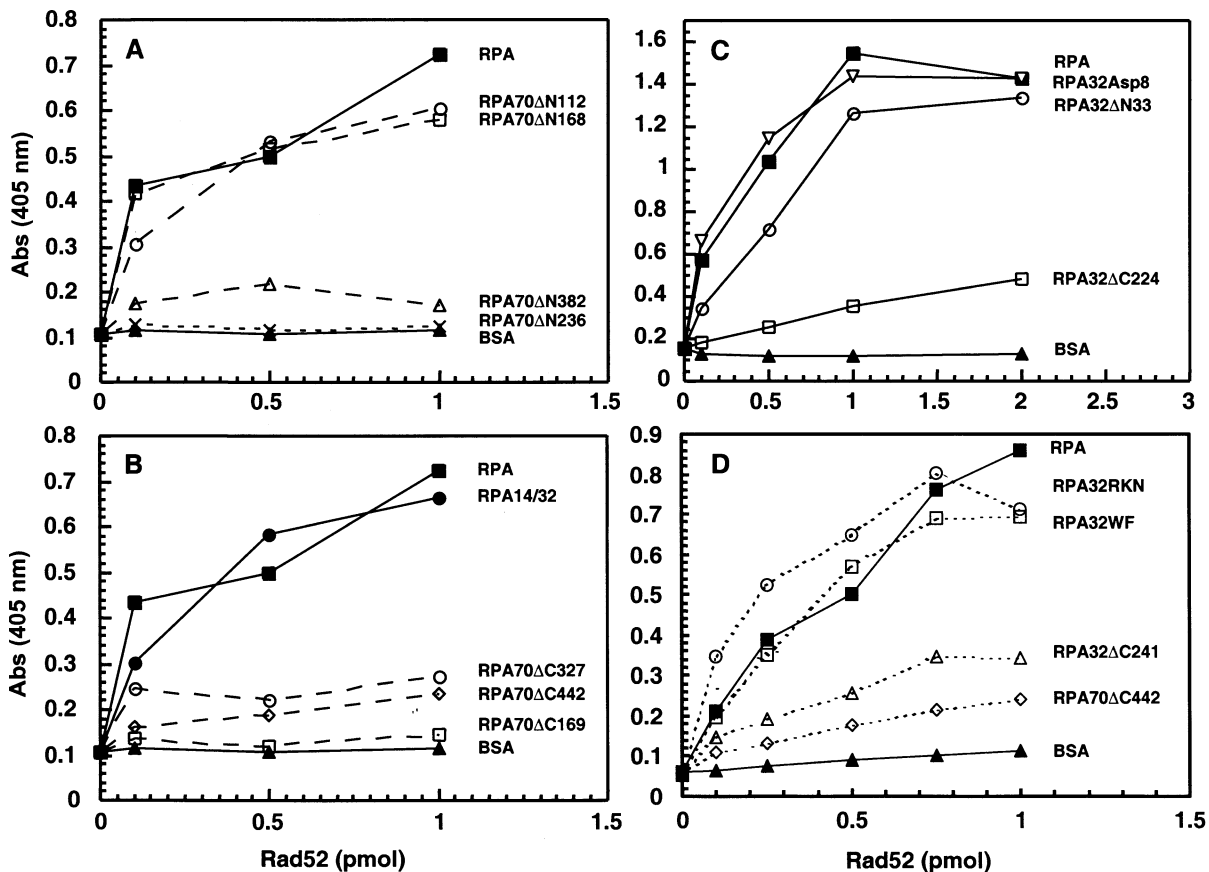 A
Abs (405 nm)
0.8
0.7
0.6
0.5
0.4
0.3
0.2
0.1
0
0
0.5
1
1.5
RPA
RPA70ΔN112
RPA70ΔN168
RPA70ΔN382
RPA70ΔN236
BSA
C
1.6
1.4
1.2
1
0.8
0.6
0.4
0.2
0
0
0.5
1
1.5
2
2.5
3
RPA
RPA32Asp8
RPA32ΔN33
RPA32ΔC224
BSA
B
Abs (405 nm)
0.8
0.7
0.6
0.5
0.4
0.3
0.2
0.1
0
0
0.5
1
1.5
Rad52 (pmol)
RPA
RPA14/32
RPA70ΔC327
RPA70ΔC442
RPA70ΔC169
BSA
D
0.9
0.8
0.7
0.6
0.5
0.4
0.3
0.2
0.1
0
0
0.5
1
1.5
Rad52 (pmol)
RPA
RPA32RKN
RPA32WF
RPA32ΔC241
RPA70ΔC442
BSA